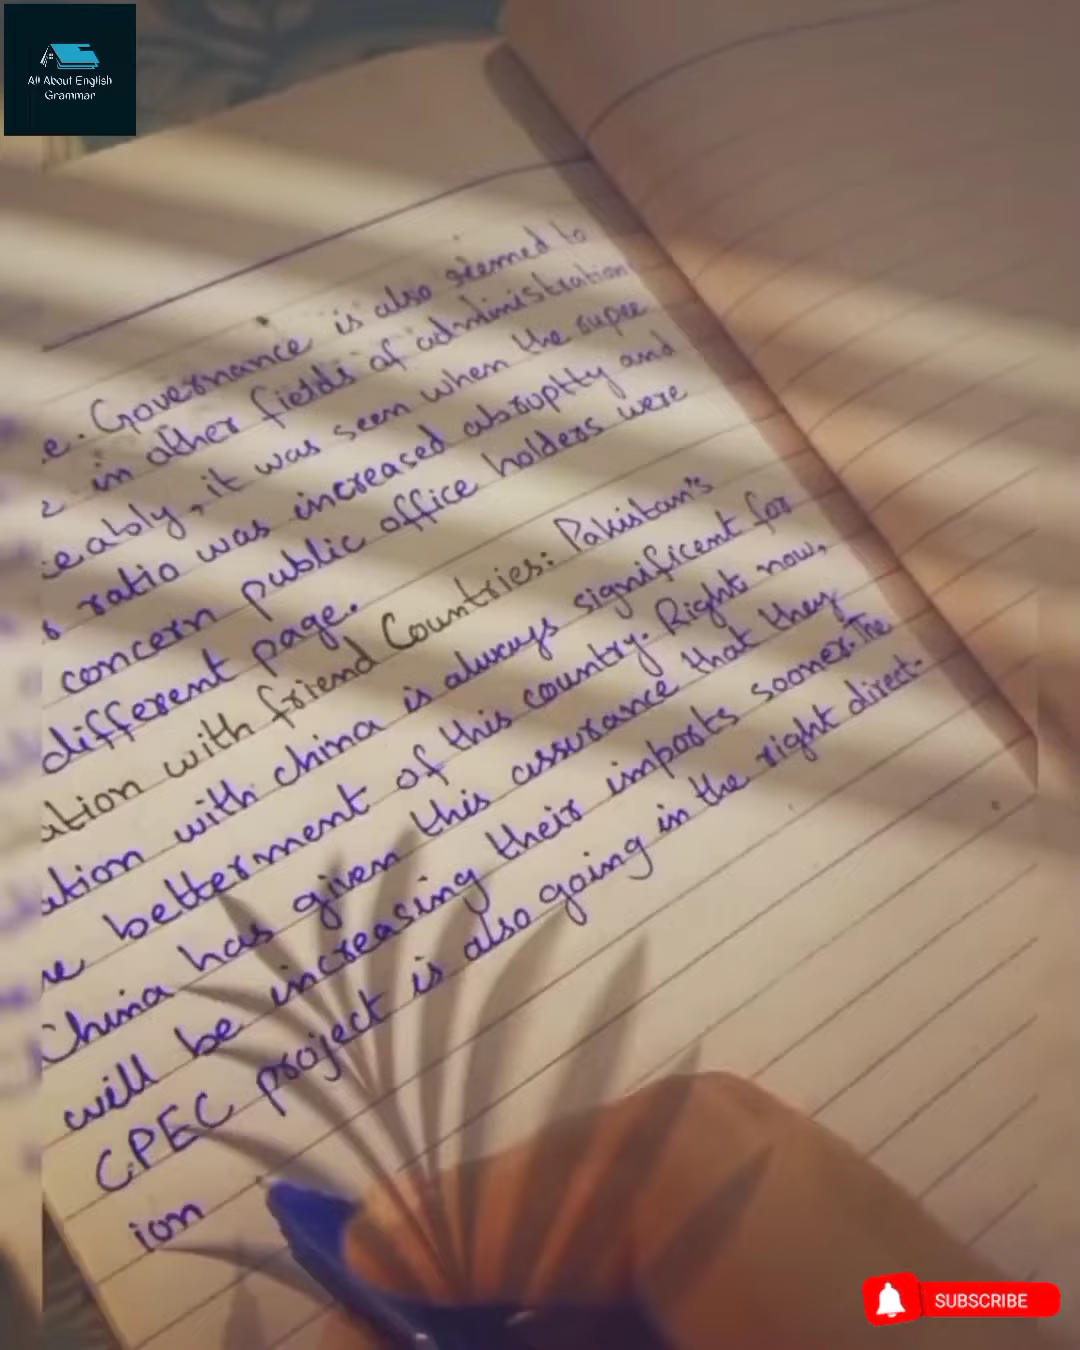 All About English
Grammar
e. Governance is also seemed to
in other fields of administration
eably, it was seen when the rupee
ratio was increased abruptly and
concern public office holders were
different page.
ation with friend Countries: Pakistan's
ation with china is always significent for
re betterment of this country. Right now,
China has given this assurance that they
will be increasing their imports sooner. The
CPEC project is also going in the right direct-
ion
SUBSCRIBE